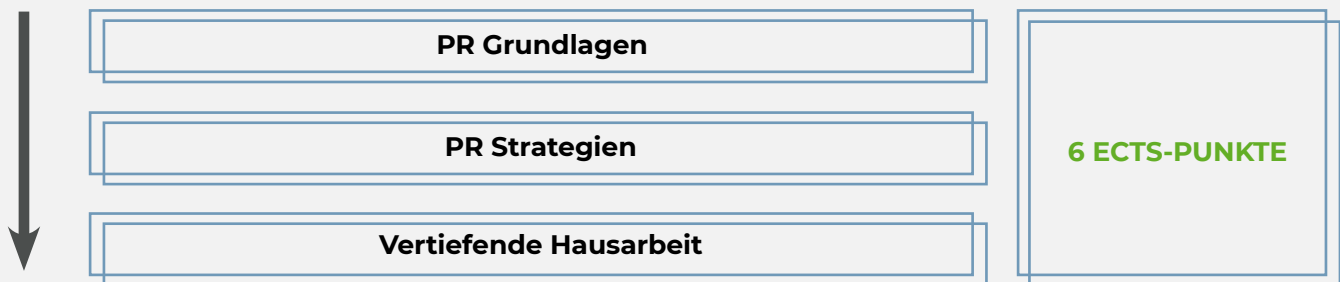 PR Grundlagen
PR Strategien
6 ECTS-PUNKTE
Vertiefende Hausarbeit